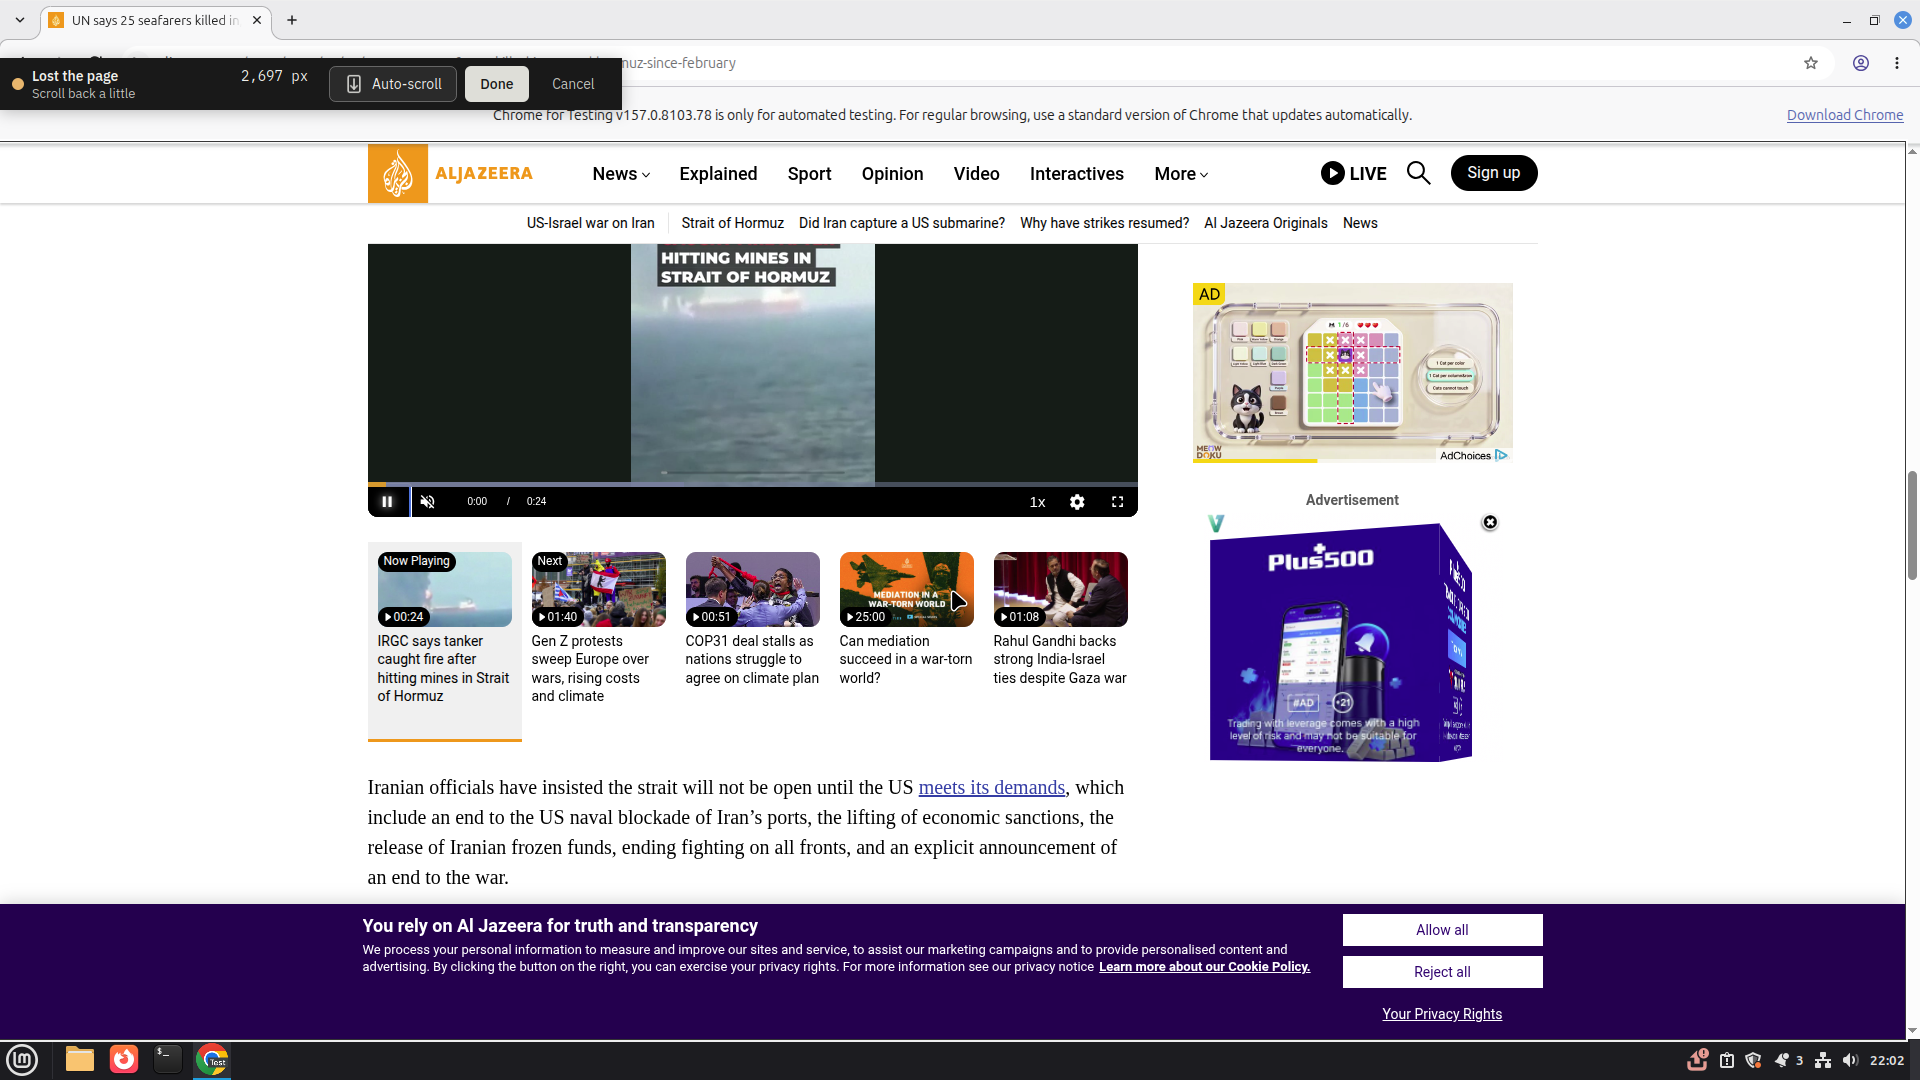 UN says 25 seafarers killed in
Lost the page
Scroll back a little
2,697 px
Auto-scroll
Done
Cancel
nuz-since-february
Chrome for Testing v157.0.8103.78 is only for automated testing. For regular browsing, use a standard version of Chrome that updates automatically.
Download Chrome
ALJAZEERA
News
Explained
Sport
Opinion
Video
Interactives
More
LIVE
Sign up
US-Israel war on Iran
Strait of Hormuz
Did Iran capture a US submarine?
Why have strikes resumed?
Al Jazeera Originals
News
HITTING MINES IN
STRAIT OF HORMUZ
0:00 / 0:24
1x
AD
1/6
1 Cat per color
Cats cannot touch
MEOW
DOKU
AdChoices
Advertisement
Plus500
#AD
+21
Trading with leverage comes with a high
level of risk and may not be suitable for
everyone.
Now Playing
00:24
IRGC says tanker
caught fire after
hitting mines in Strait
of Hormuz
Next
01:40
Gen Z protests
sweep Europe over
wars, rising costs
and climate
00:51
COP31 deal stalls as
nations struggle to
agree on climate plan
MEDIATION IN A
WAR-TORN WORLD
25:00
Can mediation
succeed in a war-torn
world?
01:08
Rahul Gandhi backs
strong India-Israel
ties despite Gaza war
Iranian officials have insisted the strait will not be open until the US meets its demands, which
include an end to the US naval blockade of Iran’s ports, the lifting of economic sanctions, the
release of Iranian frozen funds, ending fighting on all fronts, and an explicit announcement of
an end to the war.
You rely on Al Jazeera for truth and transparency
We process your personal information to measure and improve our sites and service, to assist our marketing campaigns and to provide personalised content and
advertising. By clicking the button on the right, you can exercise your privacy rights. For more information see our privacy notice Learn more about our Cookie Policy.
Allow all
Reject all
Your Privacy Rights
Test
3
22:02